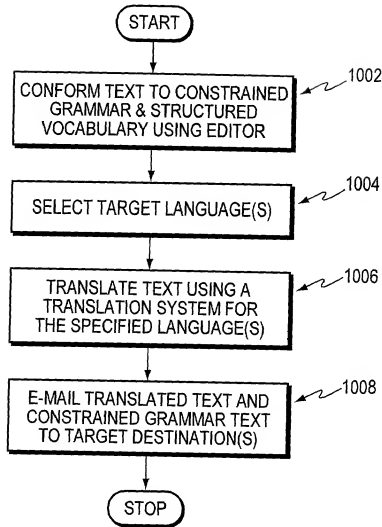 START
CONFORM TEXT TO CONSTRAINED
GRAMMAR & STRUCTURED
VOCABULARY USING EDITOR
1002
SELECT TARGET LANGUAGE(S)
1004
TRANSLATE TEXT USING A
TRANSLATION SYSTEM FOR
THE SPECIFIED LANGUAGE(S)
1006
E-MAIL TRANSLATED TEXT AND
CONSTRAINED GRAMMAR TEXT
TO TARGET DESTINATION(S)
1008
STOP